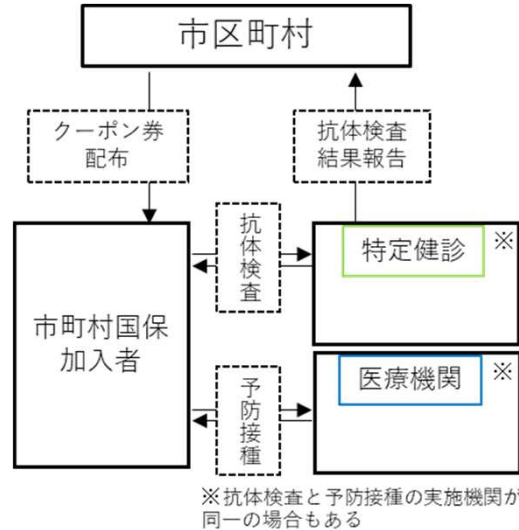 市区町村
クーポン券
配布
抗体検査
結果報告
市町村国保
加入者
抗体検査
特定健診
※
予防接種
医療機関
※
※抗体検査と予防接種の実施機関が
同一の場合もある